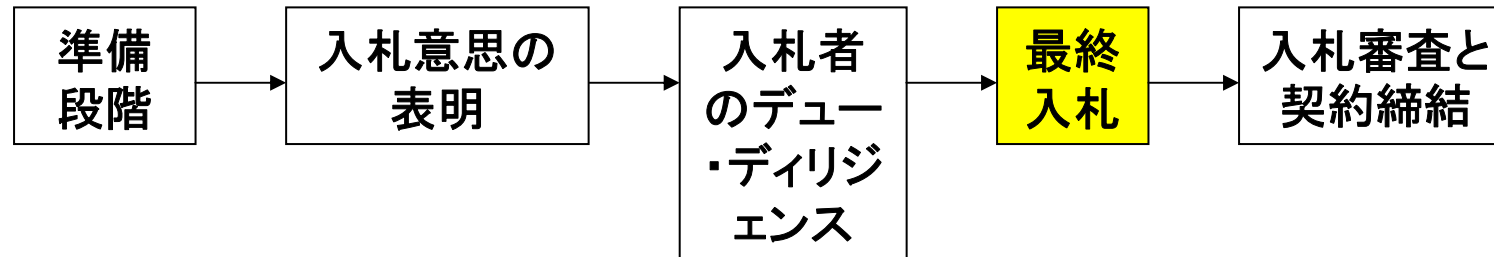 準備
段階
入札意思の
表明
入札者
のデュー
・ディリジ
ェンス
最終
入札
入札審査と
契約締結